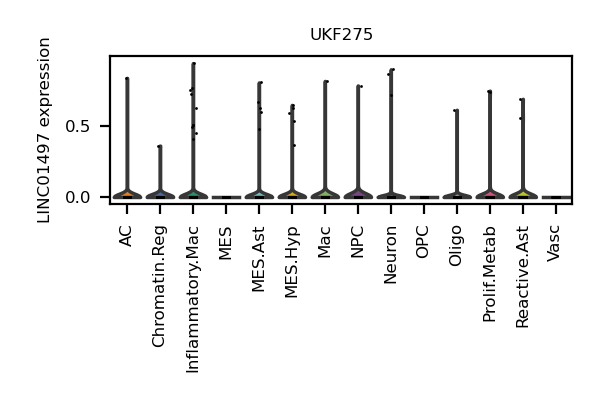 UKF275
LINC01497 expression
0.5
0.0
AC
Chromatin.Reg
Inflammatory.Mac
MES
MES.Ast
MES.Hyp
Mac
NPC
Neuron
OPC
Oligo
Prolif.Metab
Reactive.Ast
Vasc